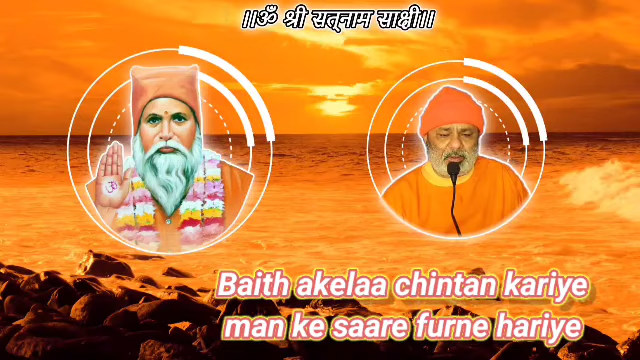 ।।ॐ श्री सत्‌नाम साक्षी।।
Baith akelaa chintan kariye
man ke saare furne hariye